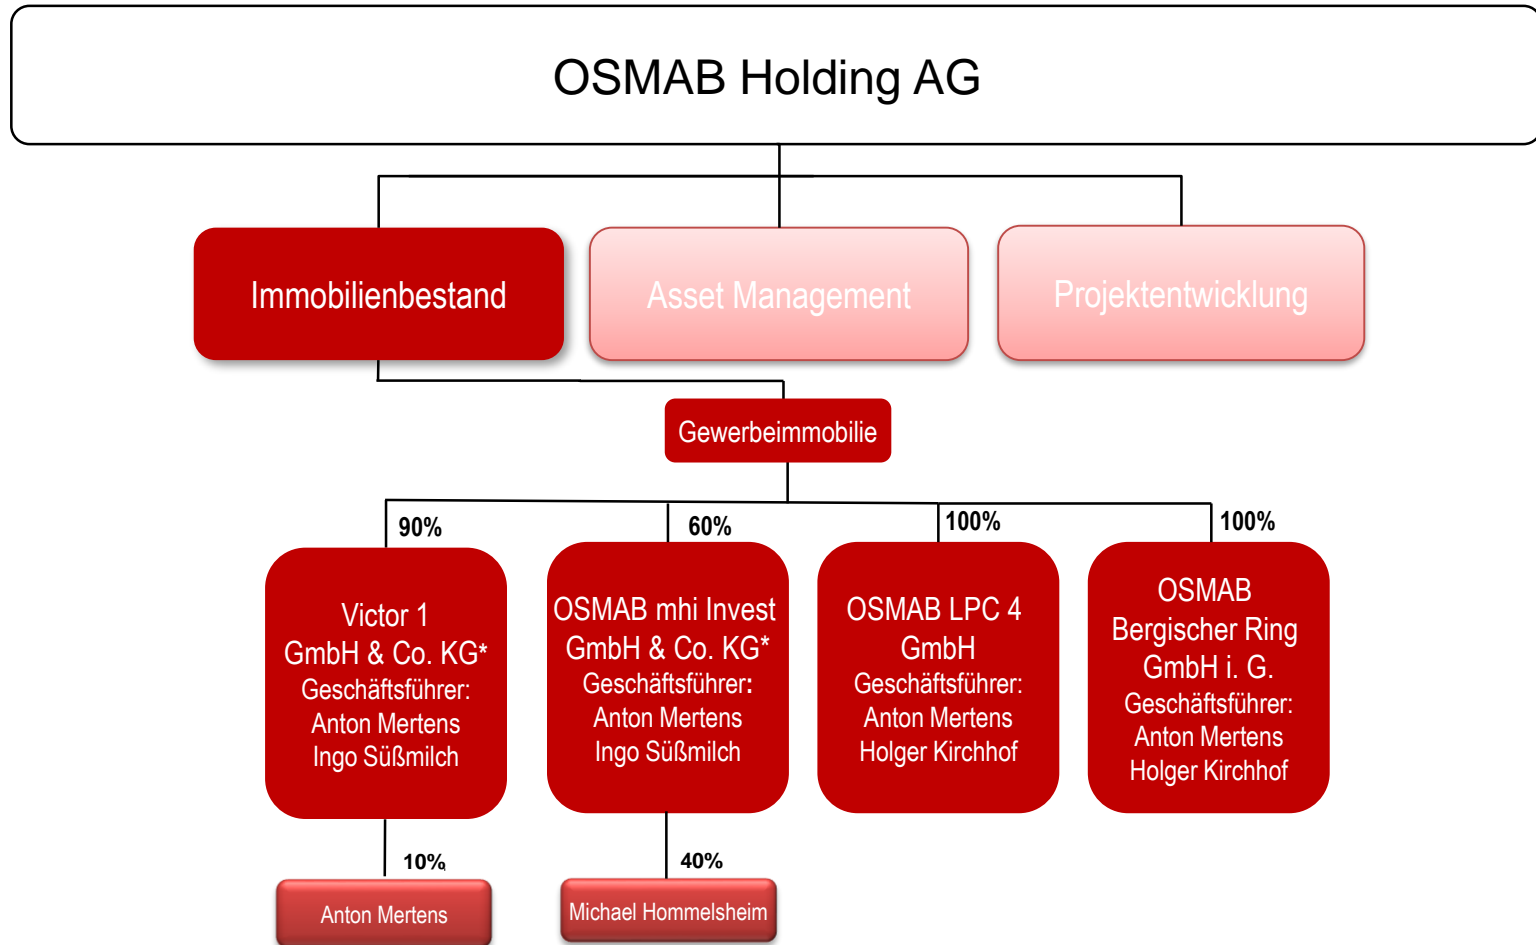 OSMAB Holding AG
Immobilienbestand
Asset Management
Projektentwicklung
Gewerbeimmobilie
90%
60%
100%
100%
Victor 1
GmbH & Co. KG*
Geschäftsführer:
Anton Mertens
Ingo Süßmilch
OSMAB mhi Invest
GmbH & Co. KG*
Geschäftsführer:
Anton Mertens
Ingo Süßmilch
OSMAB LPC 4
GmbH
Geschäftsführer:
Anton Mertens
Holger Kirchhof
OSMAB
Bergischer Ring
GmbH i. G.
Geschäftsführer:
Anton Mertens
Holger Kirchhof
10%
40%
Anton Mertens
Michael Hommelsheim